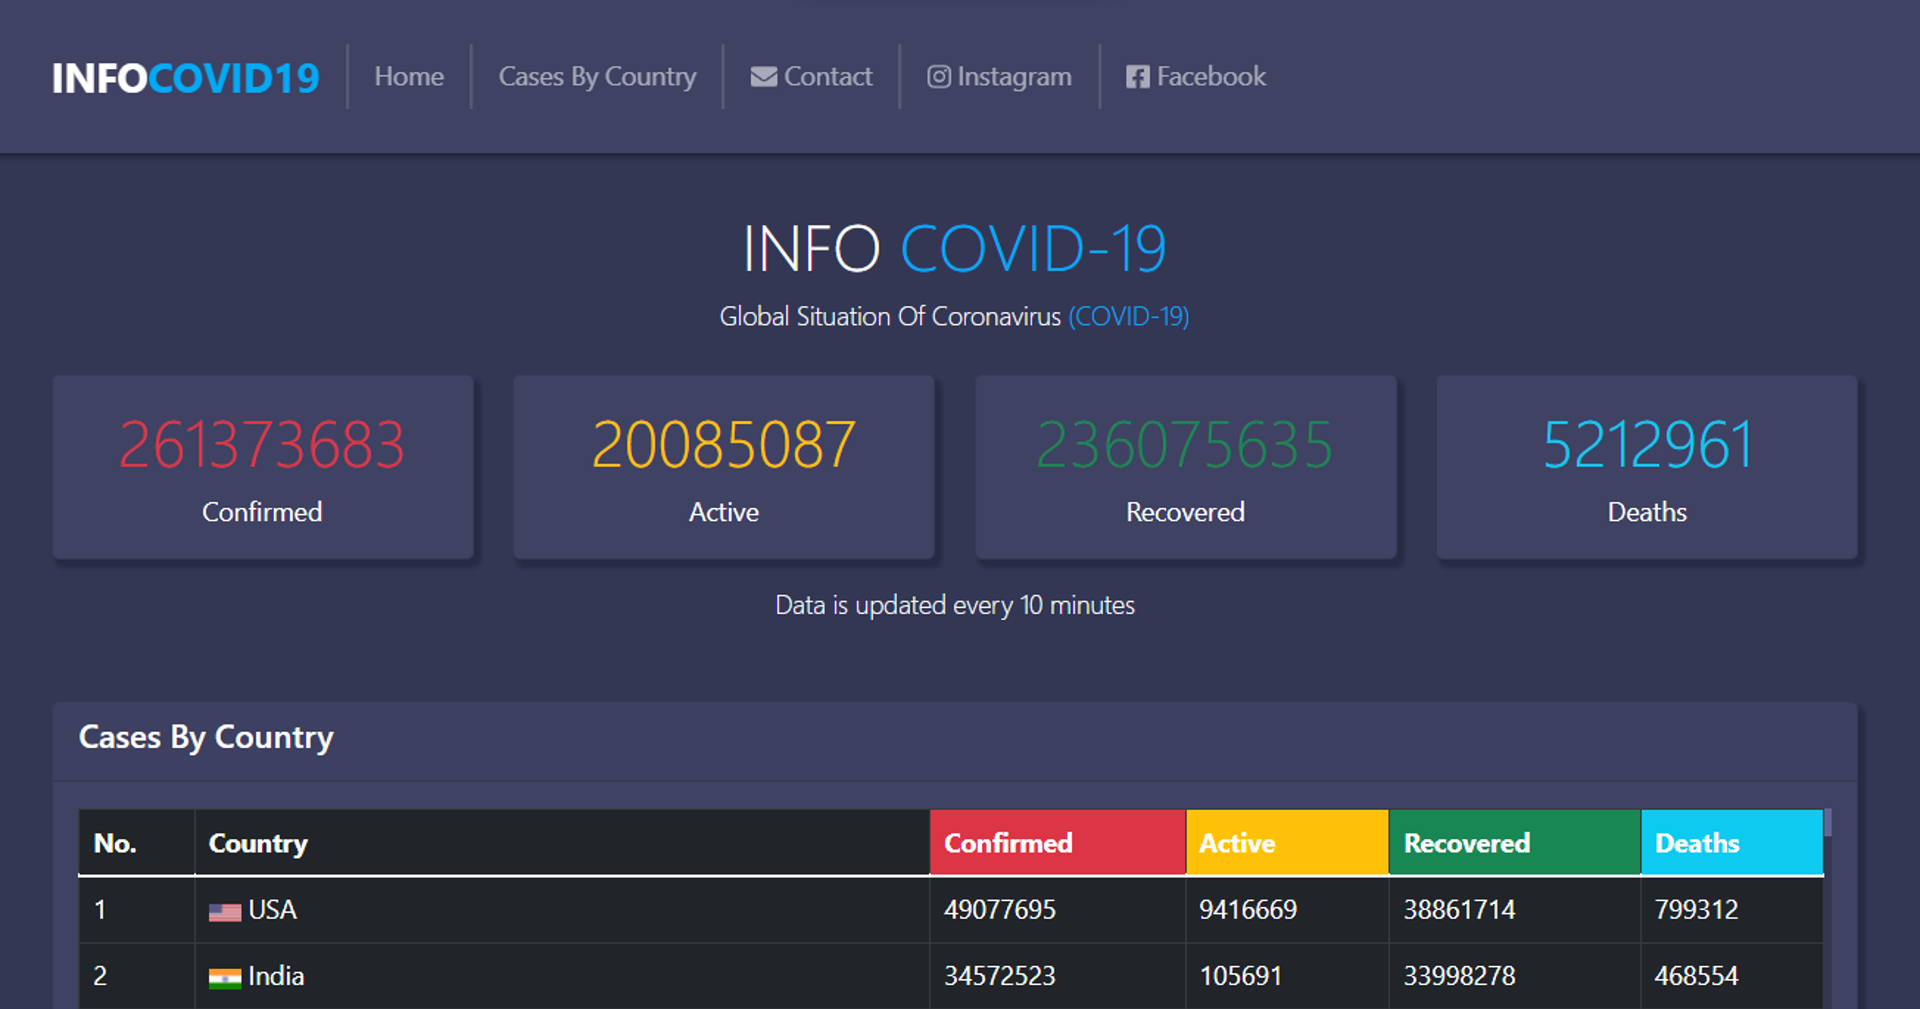 INFOCOVID19 Home Cases By Country Contact Instagram Facebook
INFO COVID-19
Global Situation Of Coronavirus (COVID-19)
261373683 20085087 236075635 5212961
Confirmed Active Recovered Deaths
Data is updated every 10 minutes
Cases By Country
No. Country Confirmed Active Recovered Deaths
1 USA 49077695 9416669 38861714 799312
2 India 34572523 105691 33998278 468554